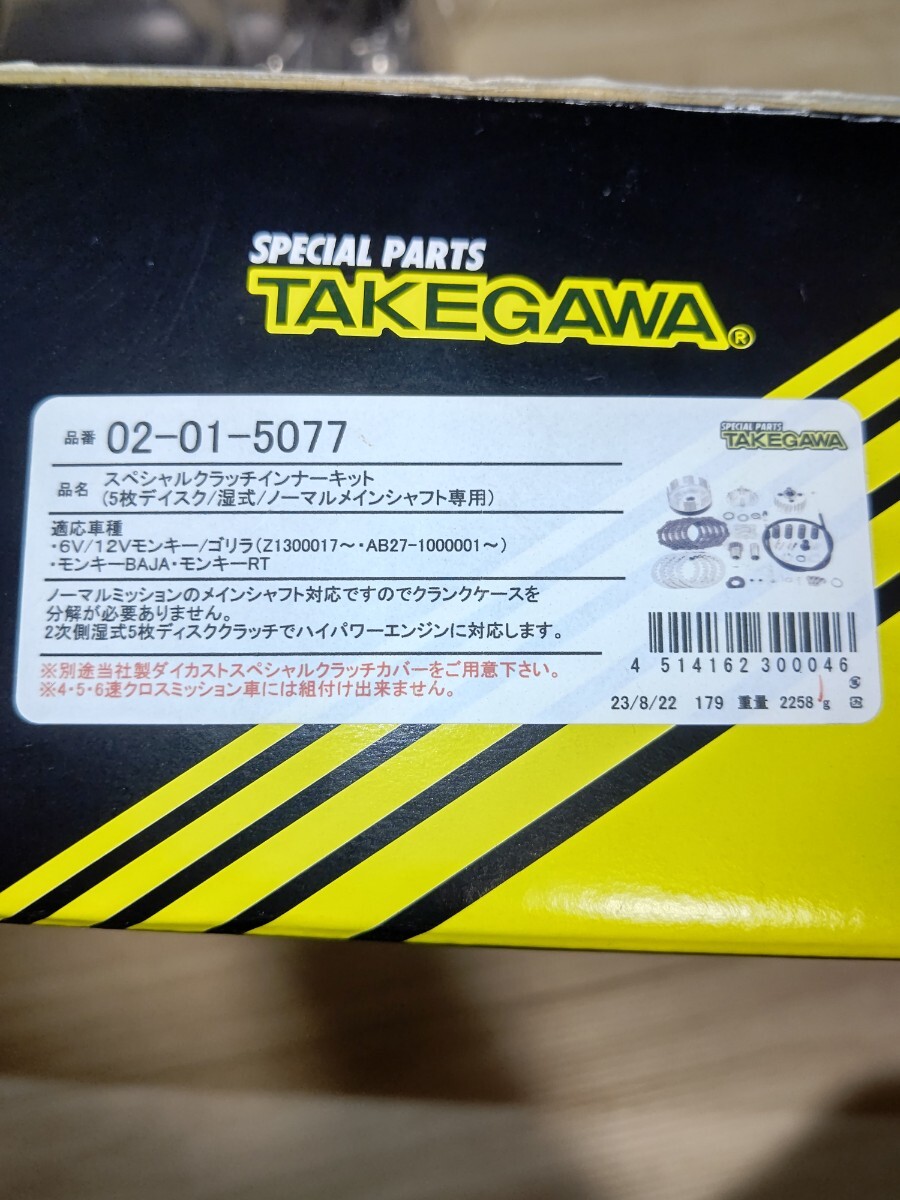 SPECIAL PARTS
TAKEGAWA®
品番 02-01-5077
SPECIAL PARTS
TAKEGAWA
品名 スペシャルクラッチインナーキット
(5枚ディスク/湿式/ノーマルメインシャフト専用)
適応車種
・6V/12Vモンキー/ゴリラ(Z1300017～・AB27-1000001～)
・モンキーBAJA・モンキーRT
ノーマルミッションのメインシャフト対応ですのでクランクケースを
分解が必要ありません。
2次側湿式5枚ディスククラッチでハイパワーエンジンに対応します。
※別途当社製ダイカストスペシャルクラッチカバーをご用意下さい。
※4・5・6速クロスミッション車には組付け出来ません。
4 514162 300046
23/8/22 179 重量 2258 g